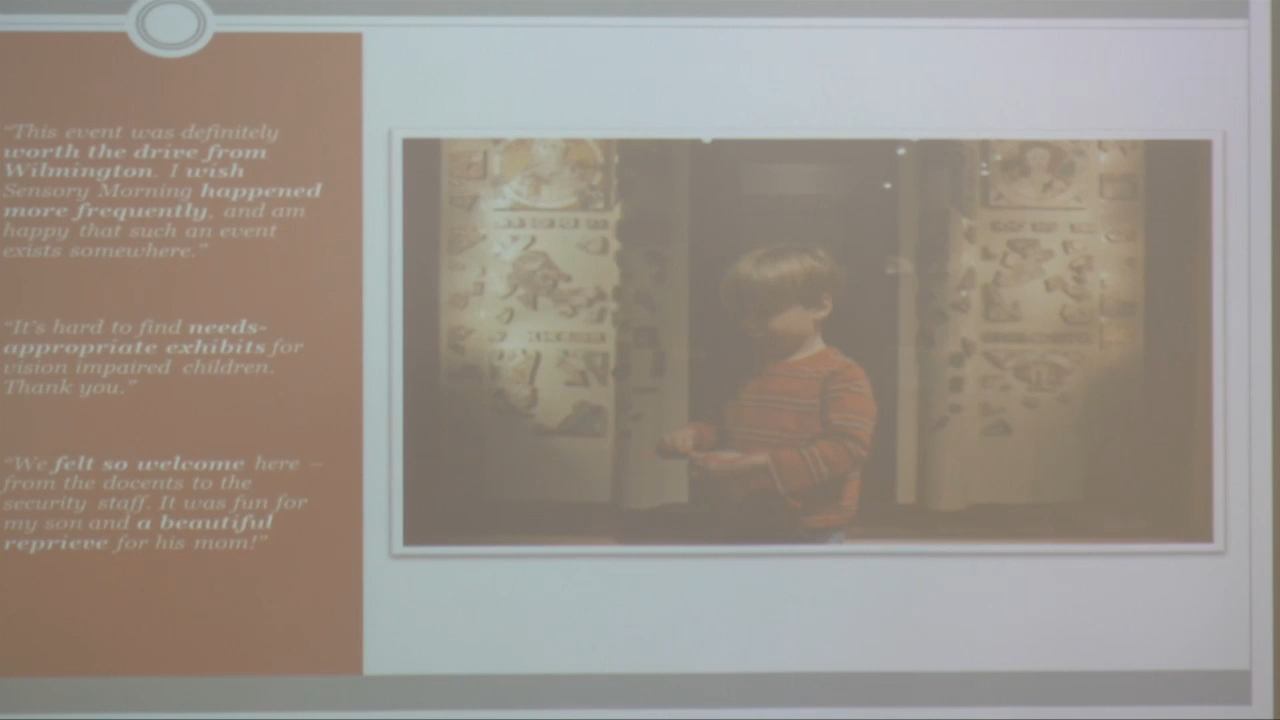 "This event was definitely
worth the drive from
Wilmington. I wish
Sensory Morning happened
more frequently, and am
happy that such an event
exists somewhere."
"It's hard to find needs-
appropriate exhibits for
vision impaired children.
Thank you."
"We felt so welcome here –
from the docents to the
security staff. It was fun for
my son and a beautiful
reprieve for his mom!"